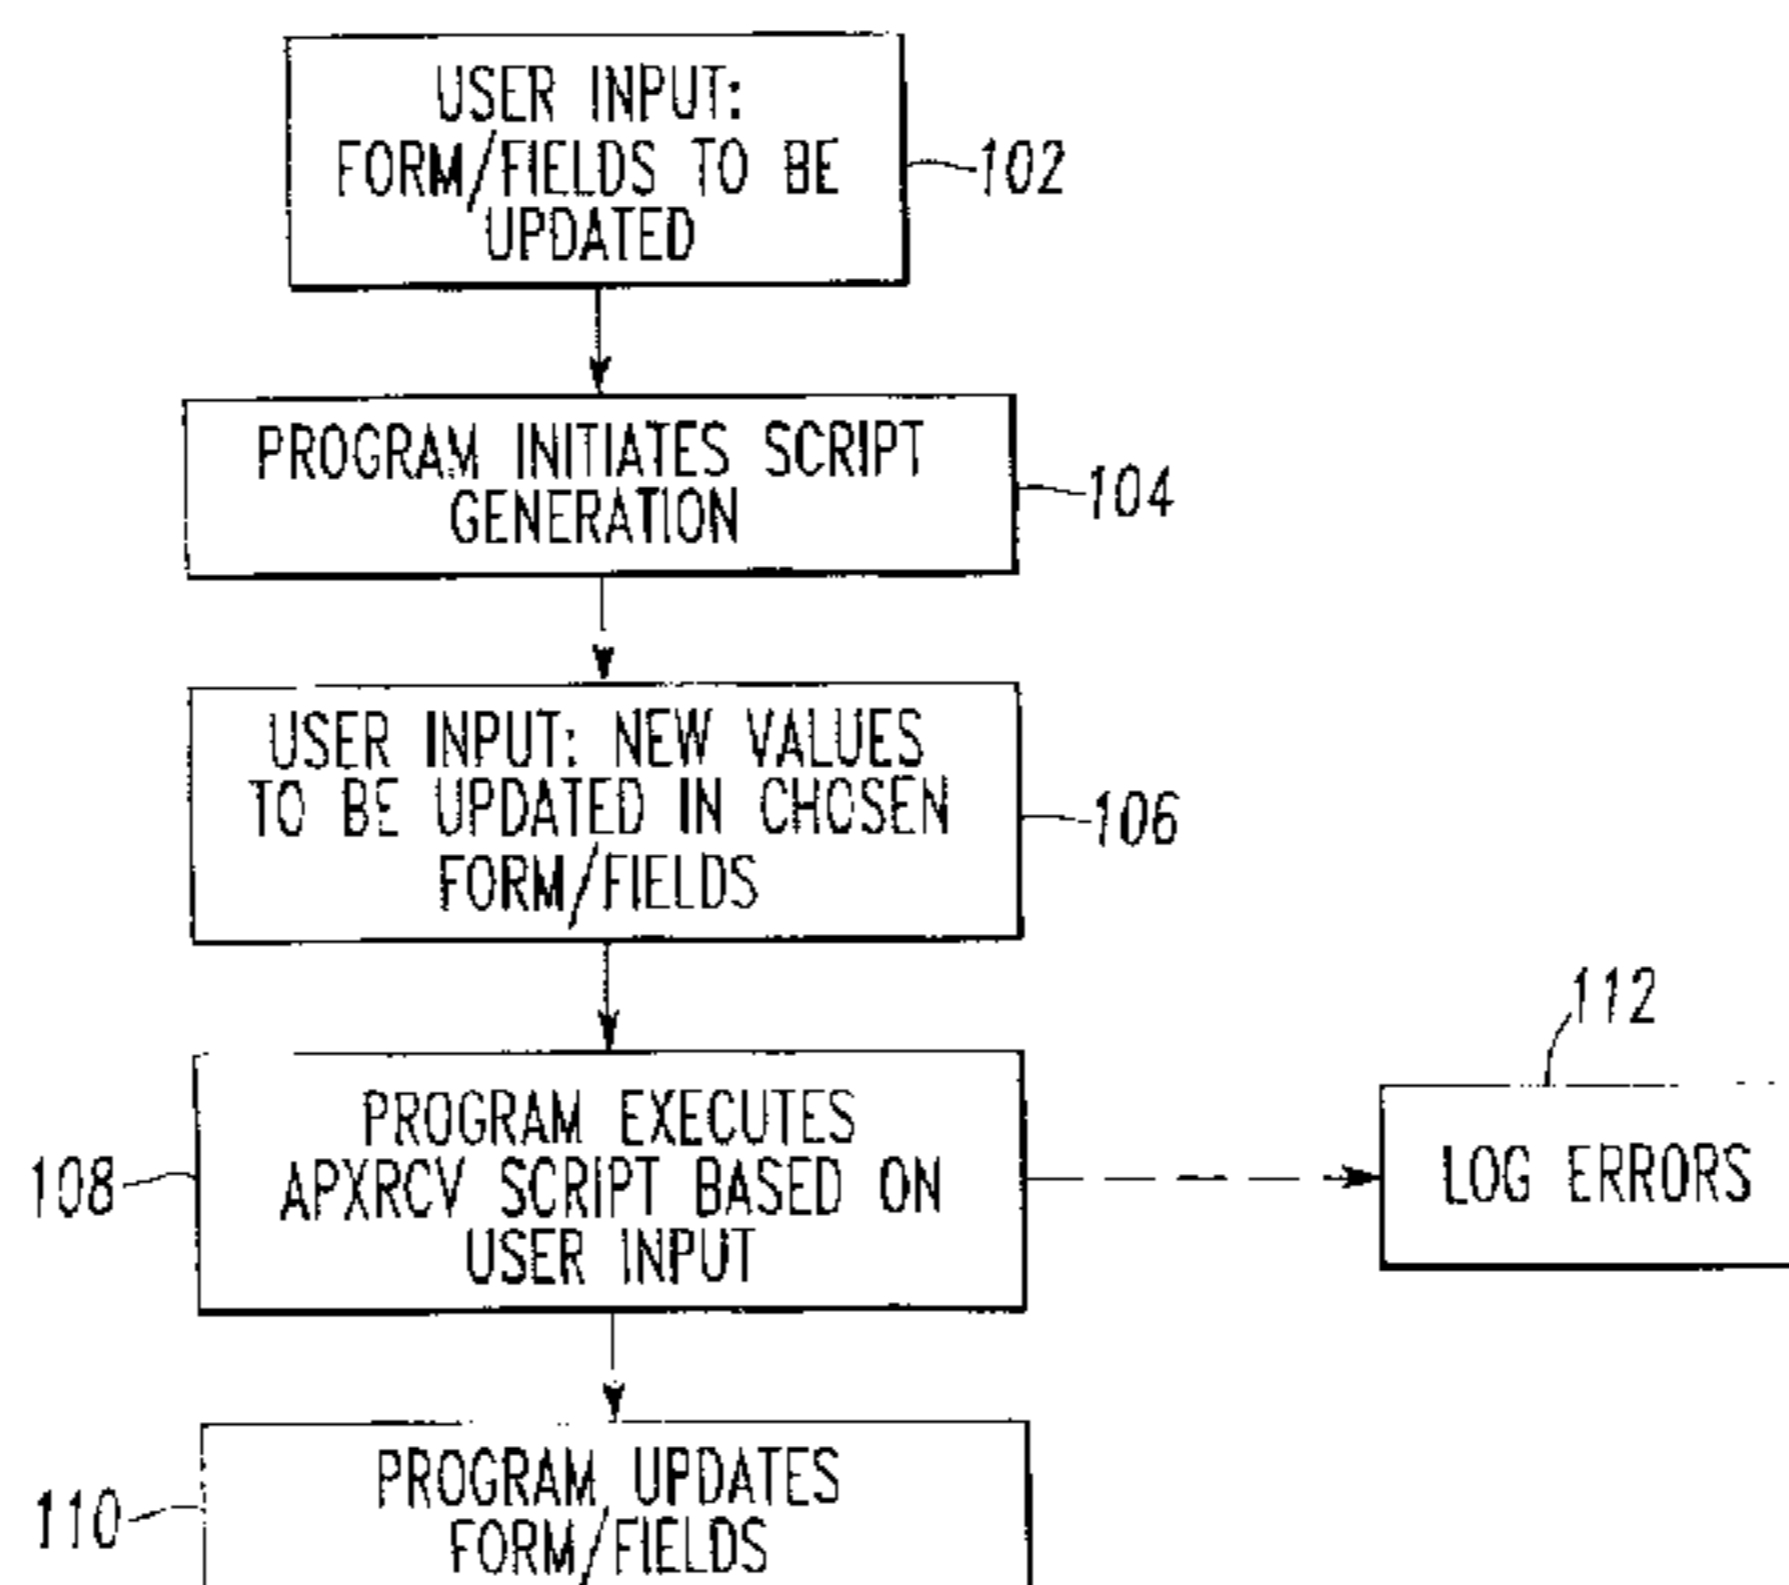 USER INPUT:
FORM/FIELDS TO BE
UPDATED
102
PROGRAM INITIATES SCRIPT
GENERATION
104
USER INPUT: NEW VALUES
TO BE UPDATED IN CHOSEN
FORM/FIELDS
106
PROGRAM EXECUTES
APXRCV SCRIPT BASED ON
USER INPUT
108
112
LOG ERRORS
PROGRAM UPDATES
FORM/FIELDS
110